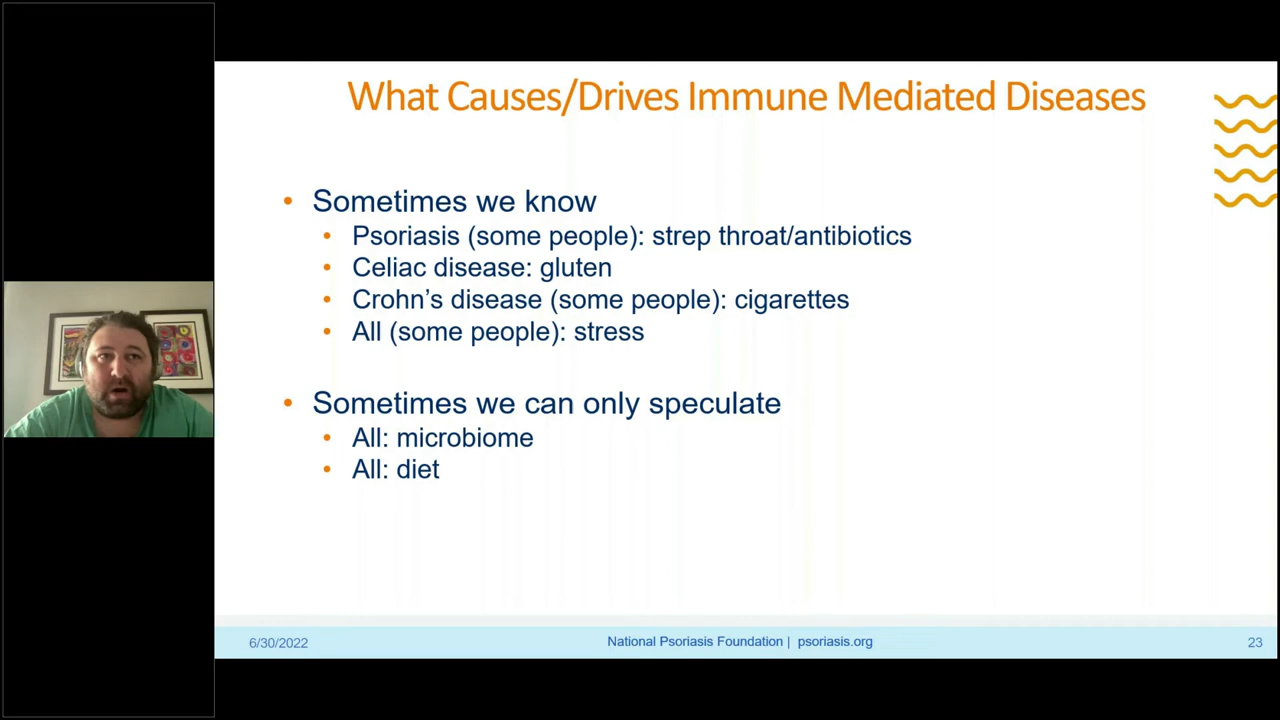 What Causes/Drives Immune Mediated Diseases
• Sometimes we know
• Psoriasis (some people): strep throat/antibiotics
• Celiac disease: gluten
• Crohn’s disease (some people): cigarettes
• All (some people): stress
• Sometimes we can only speculate
• All: microbiome
• All: diet
6/30/2022
National Psoriasis Foundation | psoriasis.org
23